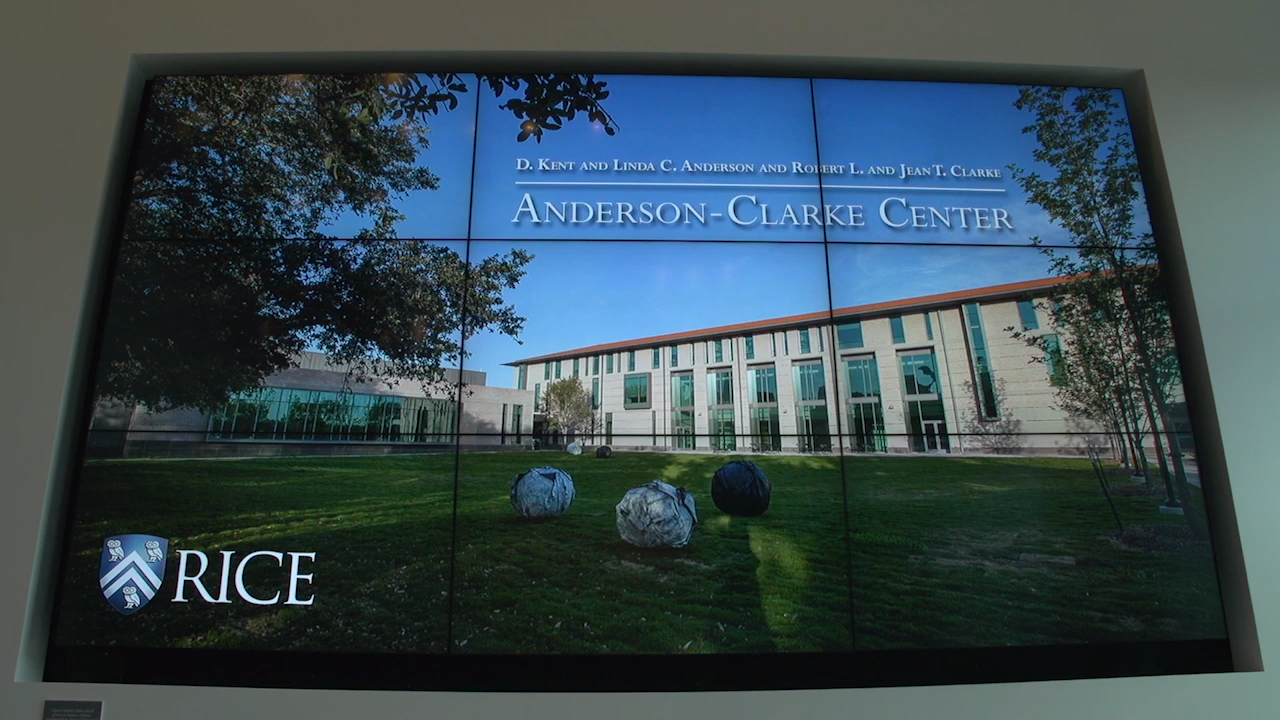 D. Kent and Linda C. Anderson and Robert L. and Jean T. Clarke
Anderson-Clarke Center
RICE